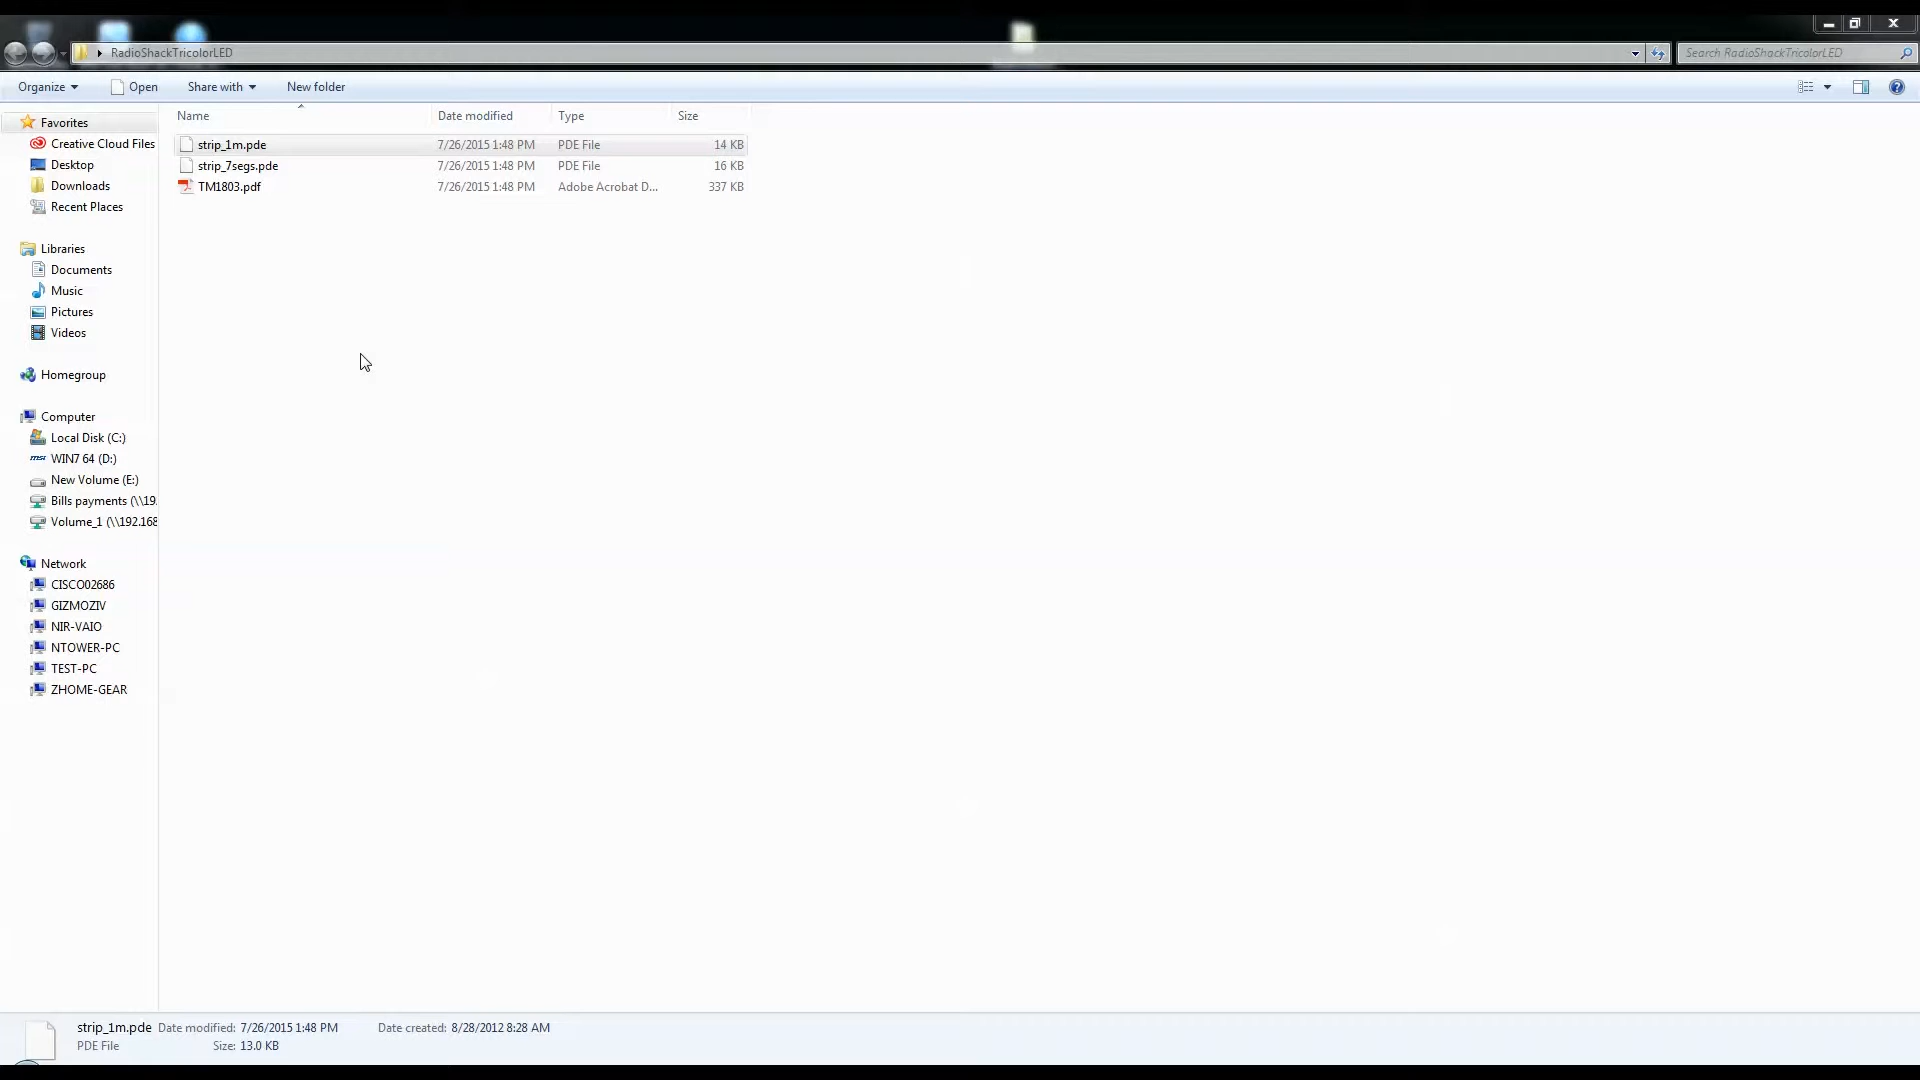 RadioShackTricolorLED
Search RadioShackTricolorLED
Organize Open Share with New folder
Name Date modified Type Size
strip_1m.pde 7/26/2015 1:48 PM PDE File 14 KB
strip_7segs.pde 7/26/2015 1:48 PM PDE File 16 KB
TM1803.pdf 7/26/2015 1:48 PM Adobe Acrobat D... 337 KB
Favorites
Creative Cloud Files
Desktop
Downloads
Recent Places
Libraries
Documents
Music
Pictures
Videos
Homegroup
Computer
Local Disk (C:)
msi WIN7 64 (D:)
New Volume (E:)
Bills payments (\\19.
Volume_1 (\\192.168
Network
CISCO02686
GIZMOZIV
NIR-VAIO
NTOWER-PC
TEST-PC
ZHOME-GEAR
strip_1m.pde Date modified: 7/26/2015 1:48 PM Date created: 8/28/2012 8:28 AM
PDE File Size: 13.0 KB